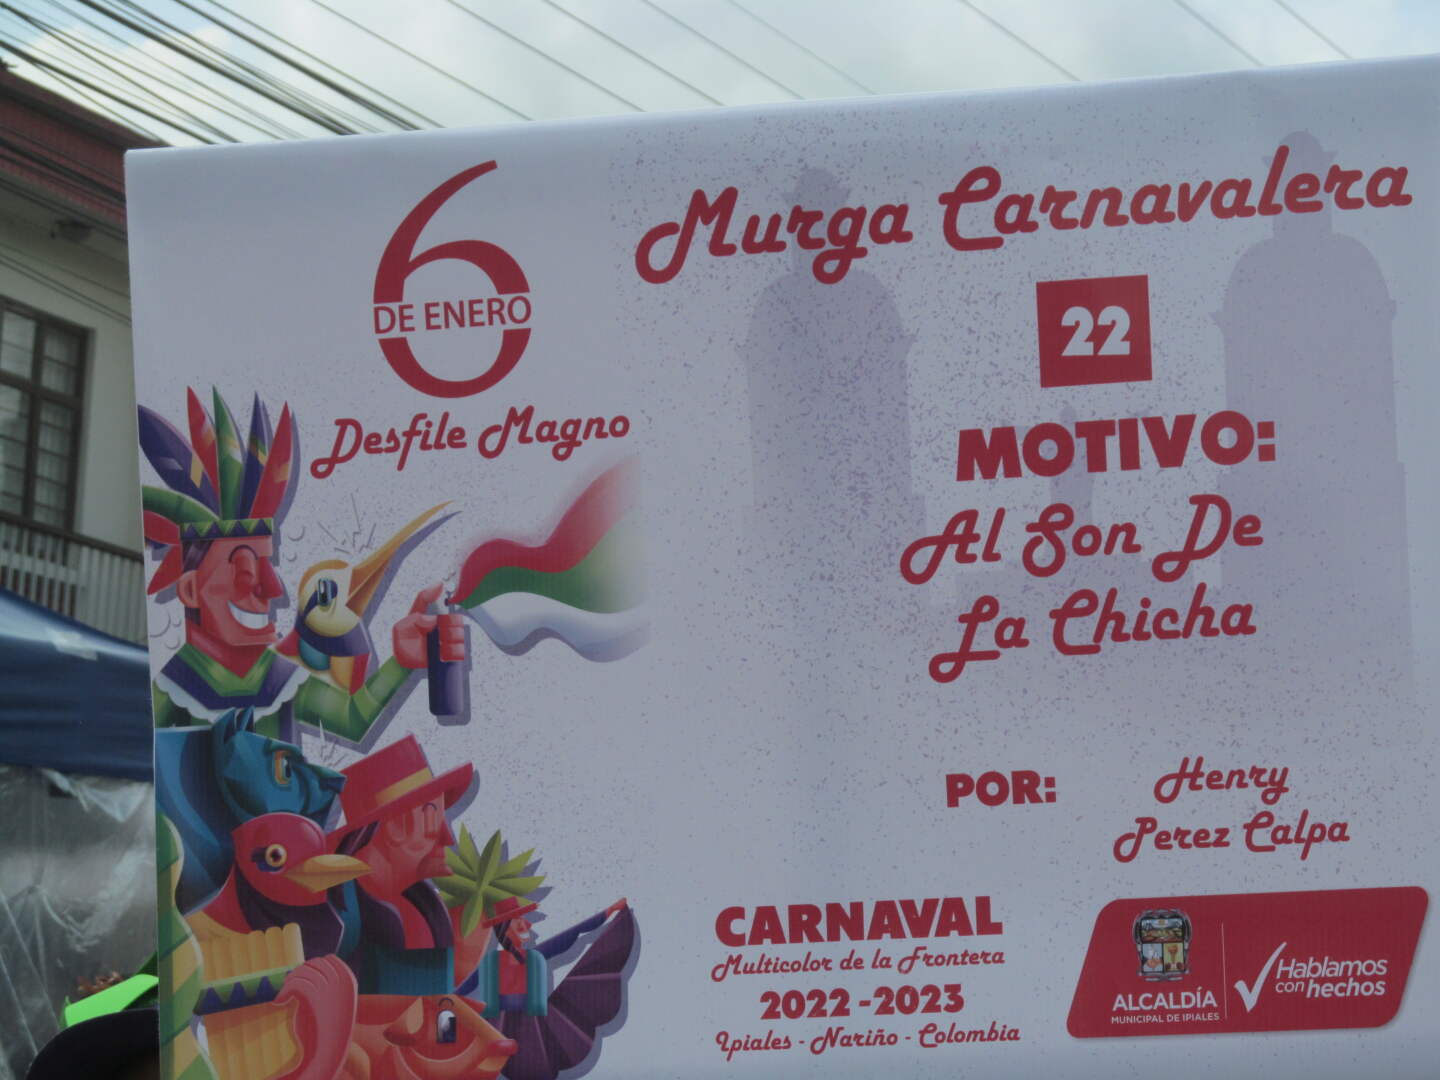 6
DE ENERO
Desfile Magno
Murga Carnavalera
22
MOTIVO:
Al Son De
La Chicha
POR:
Henry
Perez Calpa
CARNAVAL
Multicolor de la Frontera
2022 - 2023
Ipiales - Nariño - Colombia
ALCALDÍA
MUNICIPAL DE IPIALES
Hablamos
con hechos